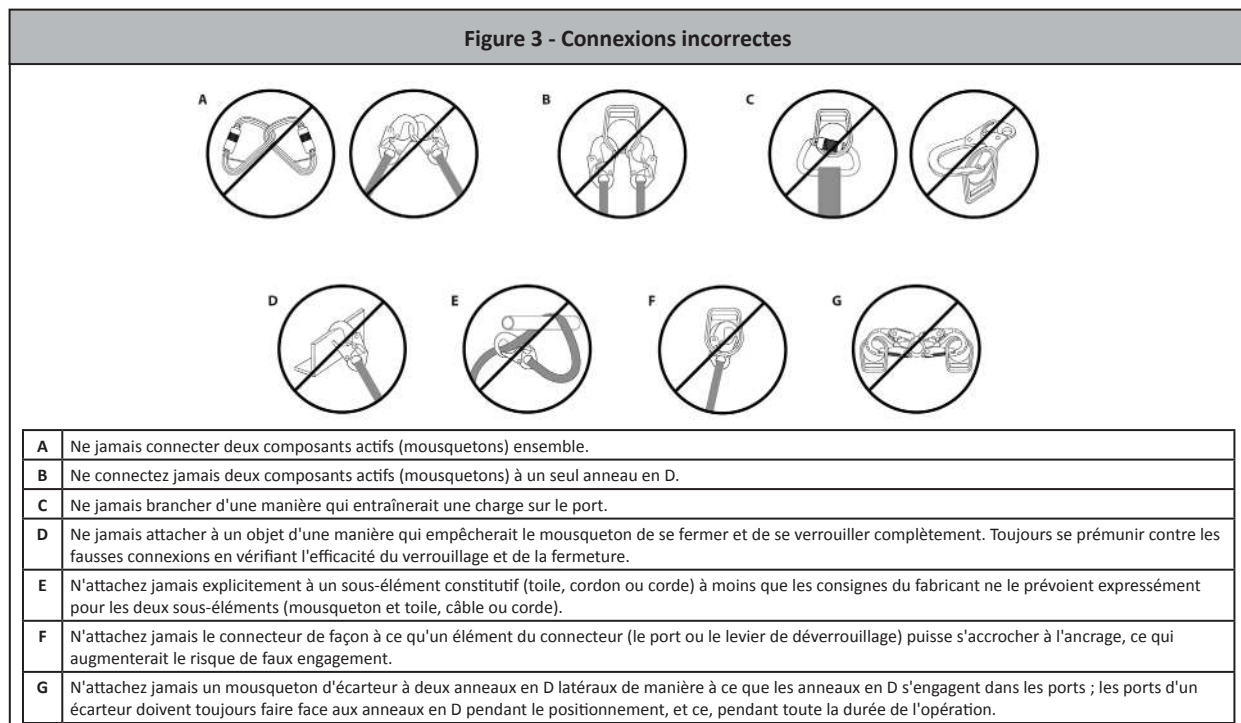 Figure 3 - Connexions incorrectes
A
B
C
D
E
F
G
A Ne jamais connecter deux composants actifs (mousquetons) ensemble.
B Ne connectez jamais deux composants actifs (mousquetons) à un seul anneau en D.
C Ne jamais brancher d'une manière qui entraînerait une charge sur le port.
D Ne jamais attacher à un objet d'une manière qui empêcherait le mousqueton de se fermer et de se verrouiller complètement. Toujours se prémunir contre les
fausses connexions en vérifiant l'efficacité du verrouillage et de la fermeture.
E N'attachez jamais explicitement à un sous-élément constitutif (toile, cordon ou corde) à moins que les consignes du fabricant ne le prévoient expressément
pour les deux sous-éléments (mousqueton et toile, câble ou corde).
F N'attachez jamais le connecteur de façon à ce qu'un élément du connecteur (le port ou le levier de déverrouillage) puisse s'accrocher à l'ancrage, ce qui
augmenterait le risque de faux engagement.
G N'attachez jamais un mousqueton d'écarteur à deux anneaux en D latéraux de manière à ce que les anneaux en D s'engagent dans les ports ; les ports d'un
écarteur doivent toujours faire face aux anneaux en D pendant le positionnement, et ce, pendant toute la durée de l'opération.